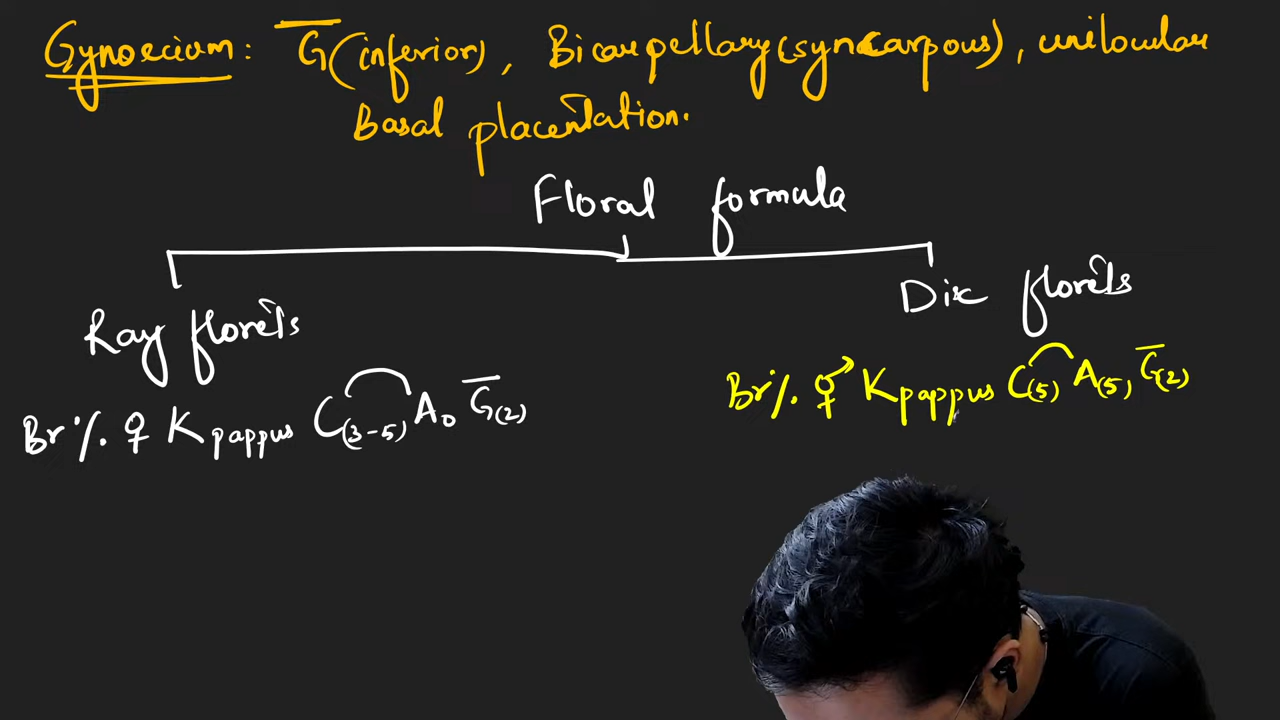 Gynoecium: G̅ (inferior), Bicarpellary (syncarpous), unilocular
Basal placentation.
Floral formula
Ray florets
Disc florets
Br% ♀ K pappus C(3-5) A0 G̅(2)
Br% ⚥ K pappus C(5) A(5) G̅(2)